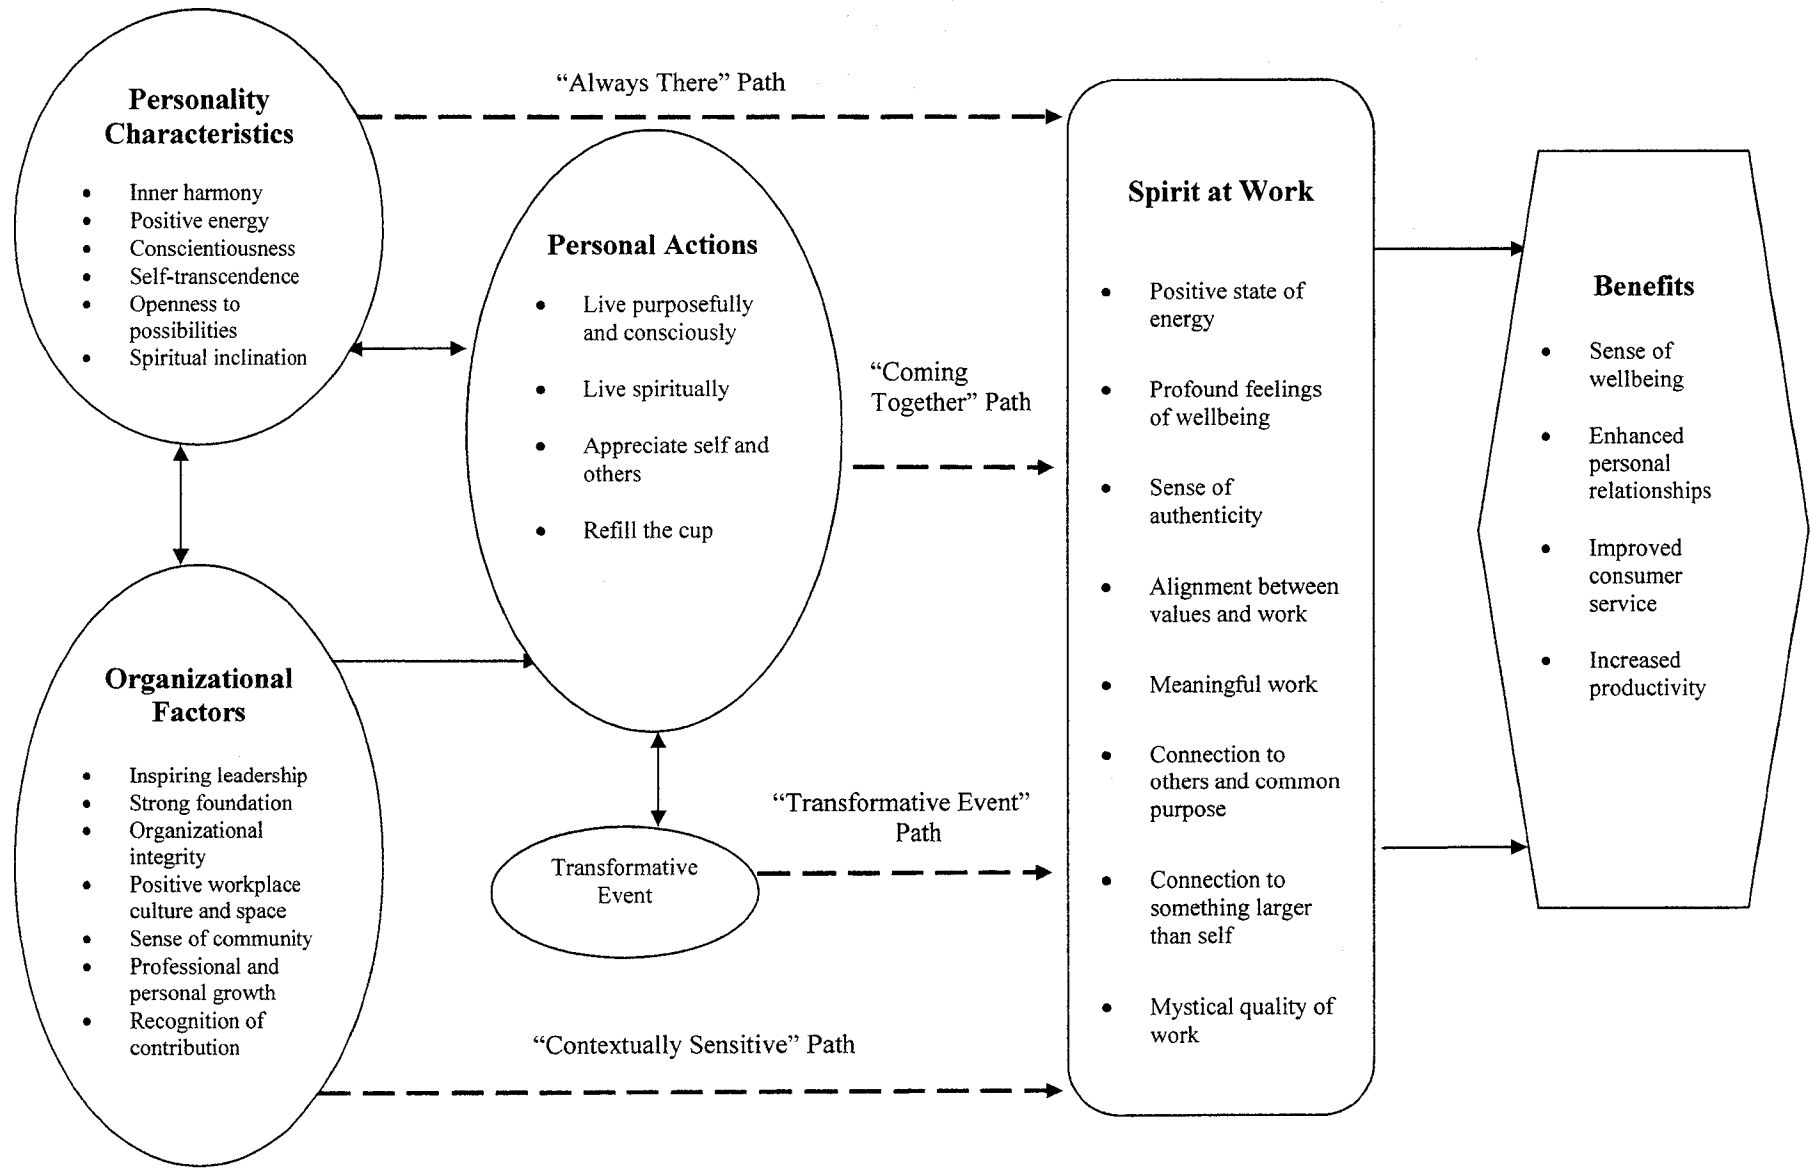 Personality
Characteristics
• Inner harmony
• Positive energy
• Conscientiousness
• Self-transcendence
• Openness to
possibilities
• Spiritual inclination
“Always There” Path
Personal Actions
• Live purposefully
and consciously
• Live spiritually
• Appreciate self and
others
• Refill the cup
“Coming
Together” Path
Organizational
Factors
• Inspiring leadership
• Strong foundation
• Organizational
integrity
• Positive workplace
culture and space
• Sense of community
• Professional and
personal growth
• Recognition of
contribution
“Transformative Event”
Path
Transformative
Event
“Contextually Sensitive” Path
Spirit at Work
• Positive state of
energy
• Profound feelings
of wellbeing
• Sense of
authenticity
• Alignment between
values and work
• Meaningful work
• Connection to
others and common
purpose
• Connection to
something larger
than self
• Mystical quality of
work
Benefits
• Sense of
wellbeing
• Enhanced
personal
relationships
• Improved
consumer
service
• Increased
productivity